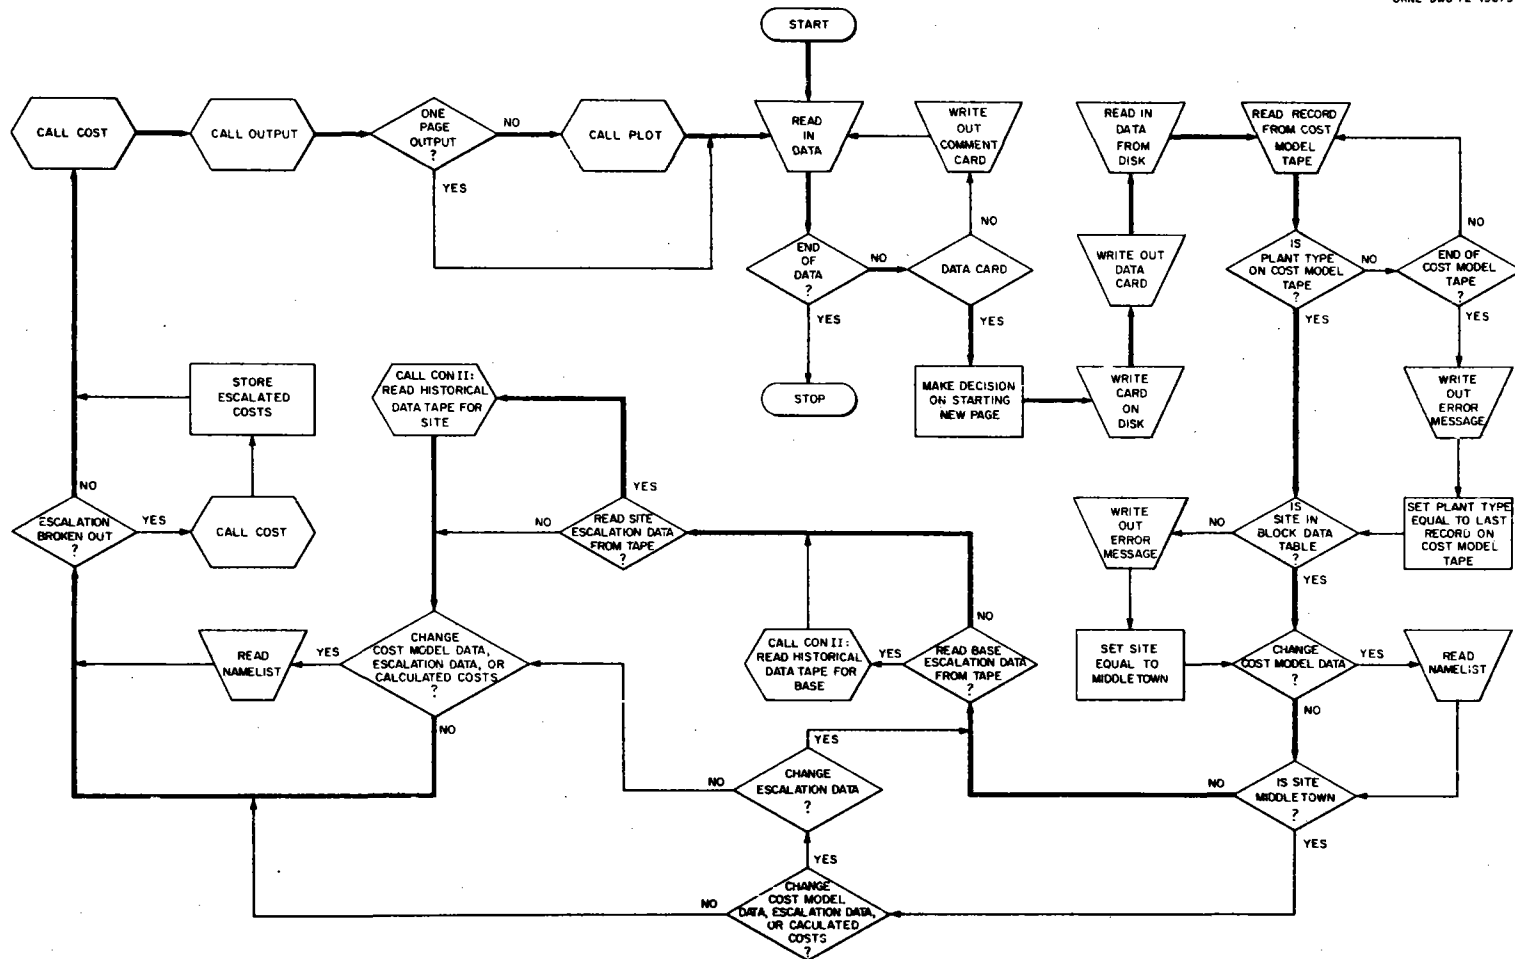 START
CALL COST
CALL OUTPUT
ONE
PAGE
OUTPUT
?
NO
YES
CALL PLOT
READ
IN
DATA
WRITE
OUT
COMMENT
CARD
READ IN
DATA
FROM
DISK
READ RECORD
FROM COST
MODEL
TAPE
END
OF
DATA
?
NO
YES
STOP
DATA CARD
NO
YES
MAKE DECISION
ON STARTING
NEW PAGE
WRITE
CARD
ON
DISK
WRITE OUT
DATA
CARD
IS
PLANT TYPE
ON COST MODEL
TAPE
?
NO
YES
END OF
COST MODEL
TAPE
?
NO
YES
WRITE
OUT
ERROR
MESSAGE
SET PLANT TYPE
EQUAL TO LAST
RECORD ON
COST MODEL
TAPE
IS
SITE IN
BLOCK DATA
TABLE
?
NO
YES
WRITE
OUT
ERROR
MESSAGE
SET SITE
EQUAL TO
MIDDLETOWN
CHANGE
COST MODEL DATA
?
YES
NO
READ
NAMELIST
IS SITE
MIDDLETOWN
?
NO
YES
STORE
ESCALATED
COSTS
CALL COST
ESCALATION
BROKEN OUT
?
NO
YES
CALL CON II:
READ HISTORICAL
DATA TAPE FOR
SITE
READ SITE
ESCALATION DATA
FROM TAPE
?
YES
NO
CALL CON II:
READ HISTORICAL
DATA TAPE FOR
BASE
READ BASE
ESCALATION DATA
FROM TAPE
?
NO
YES
READ
NAMELIST
CHANGE
COST MODEL DATA,
ESCALATION DATA, OR
CALCULATED COSTS
?
YES
NO
CHANGE
ESCALATION DATA
?
YES
NO
CHANGE
COST MODEL
DATA, ESCALATION DATA,
OR CACULATED
COSTS
?
YES
NO